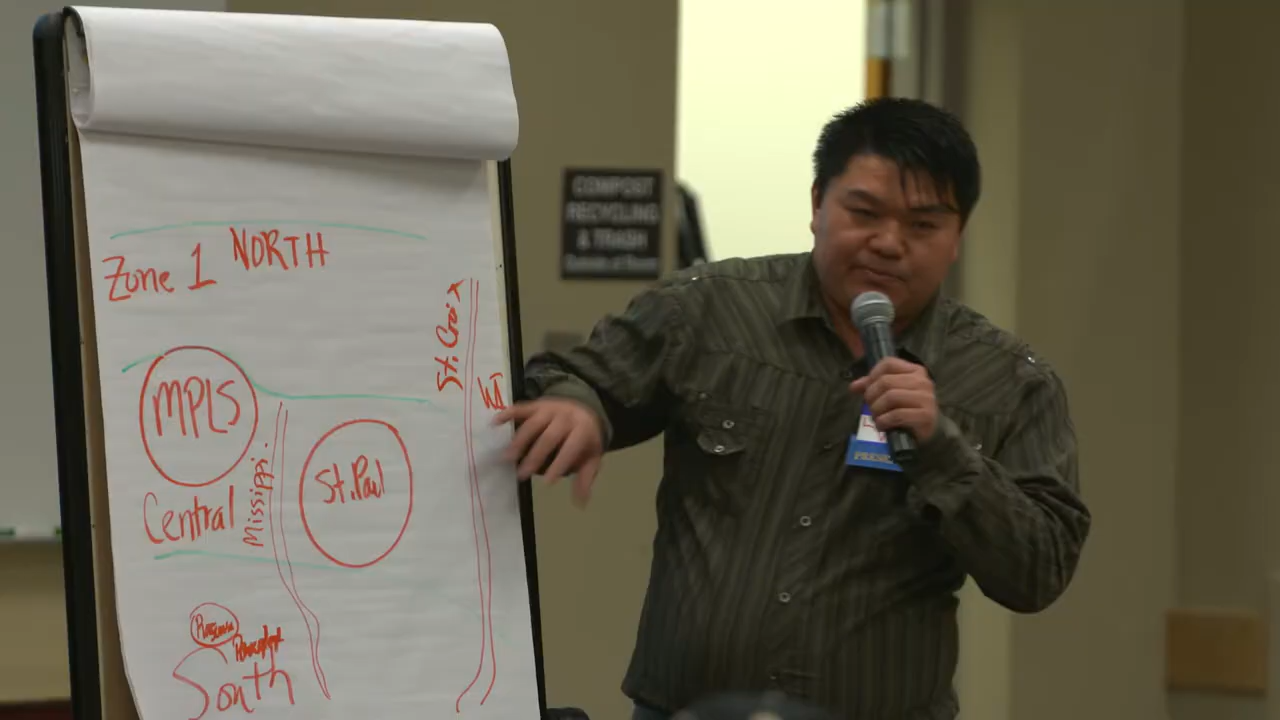 Zone 1 NORTH
St. Croix
WI
MPLS
St. Paul
Central
Mississippi
South
COMPOST
RECYCLING
& TRASH